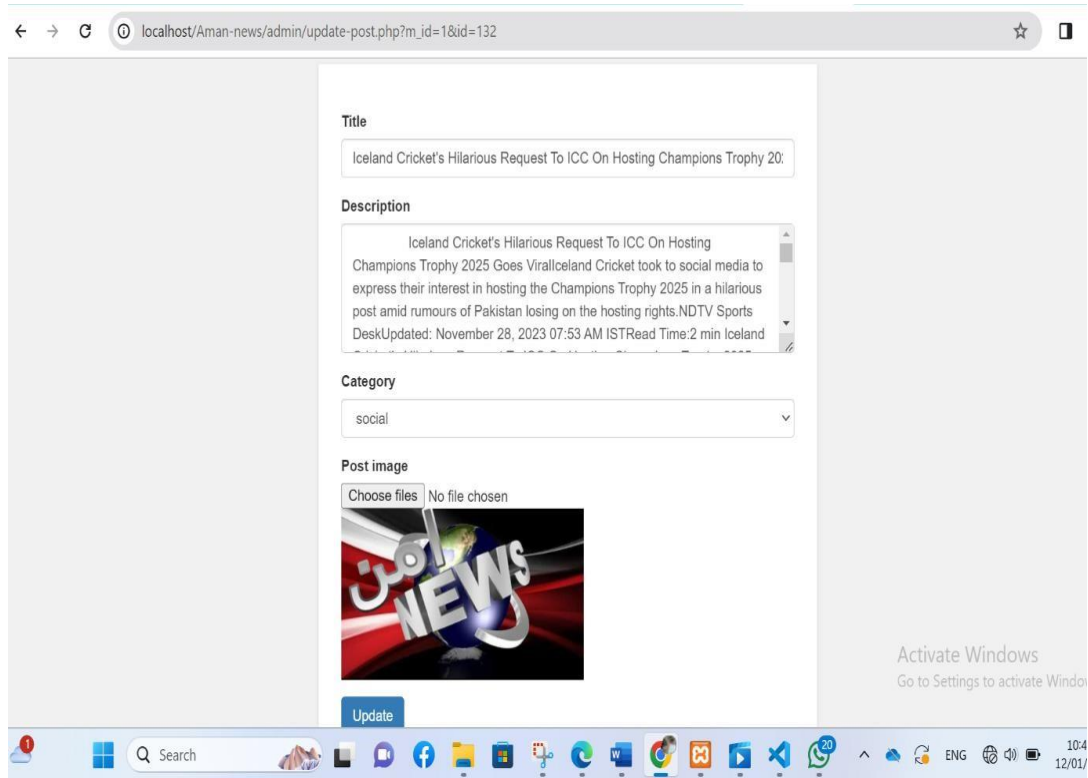 localhost/Aman-news/admin/update-post.php?m_id=1&id=132
Title
Iceland Cricket's Hilarious Request To ICC On Hosting Champions Trophy 20
Description
Iceland Cricket's Hilarious Request To ICC On Hosting
Champions Trophy 2025 Goes ViralIceland Cricket took to social media to
express their interest in hosting the Champions Trophy 2025 in a hilarious
post amid rumours of Pakistan losing on the hosting rights.NDTV Sports
DeskUpdated: November 28, 2023 07:53 AM ISTRead Time:2 min Iceland
Category
social
Post image
Choose files No file chosen
امن
NEWS
Update
Activate Windows
Go to Settings to activate Window
1
Search
W
20
ENG
10:4
12/01/